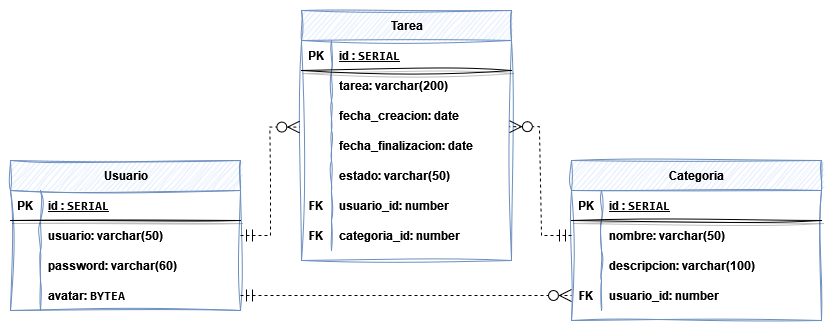 Tarea
PK id : SERIAL
tarea: varchar(200)
fecha_creacion: date
fecha_finalizacion: date
estado: varchar(50)
FK usuario_id: number
FK categoria_id: number
Usuario
PK id : SERIAL
usuario: varchar(50)
password: varchar(60)
avatar: BYTEA
Categoria
PK id : SERIAL
nombre: varchar(50)
descripcion: varchar(100)
FK usuario_id: number